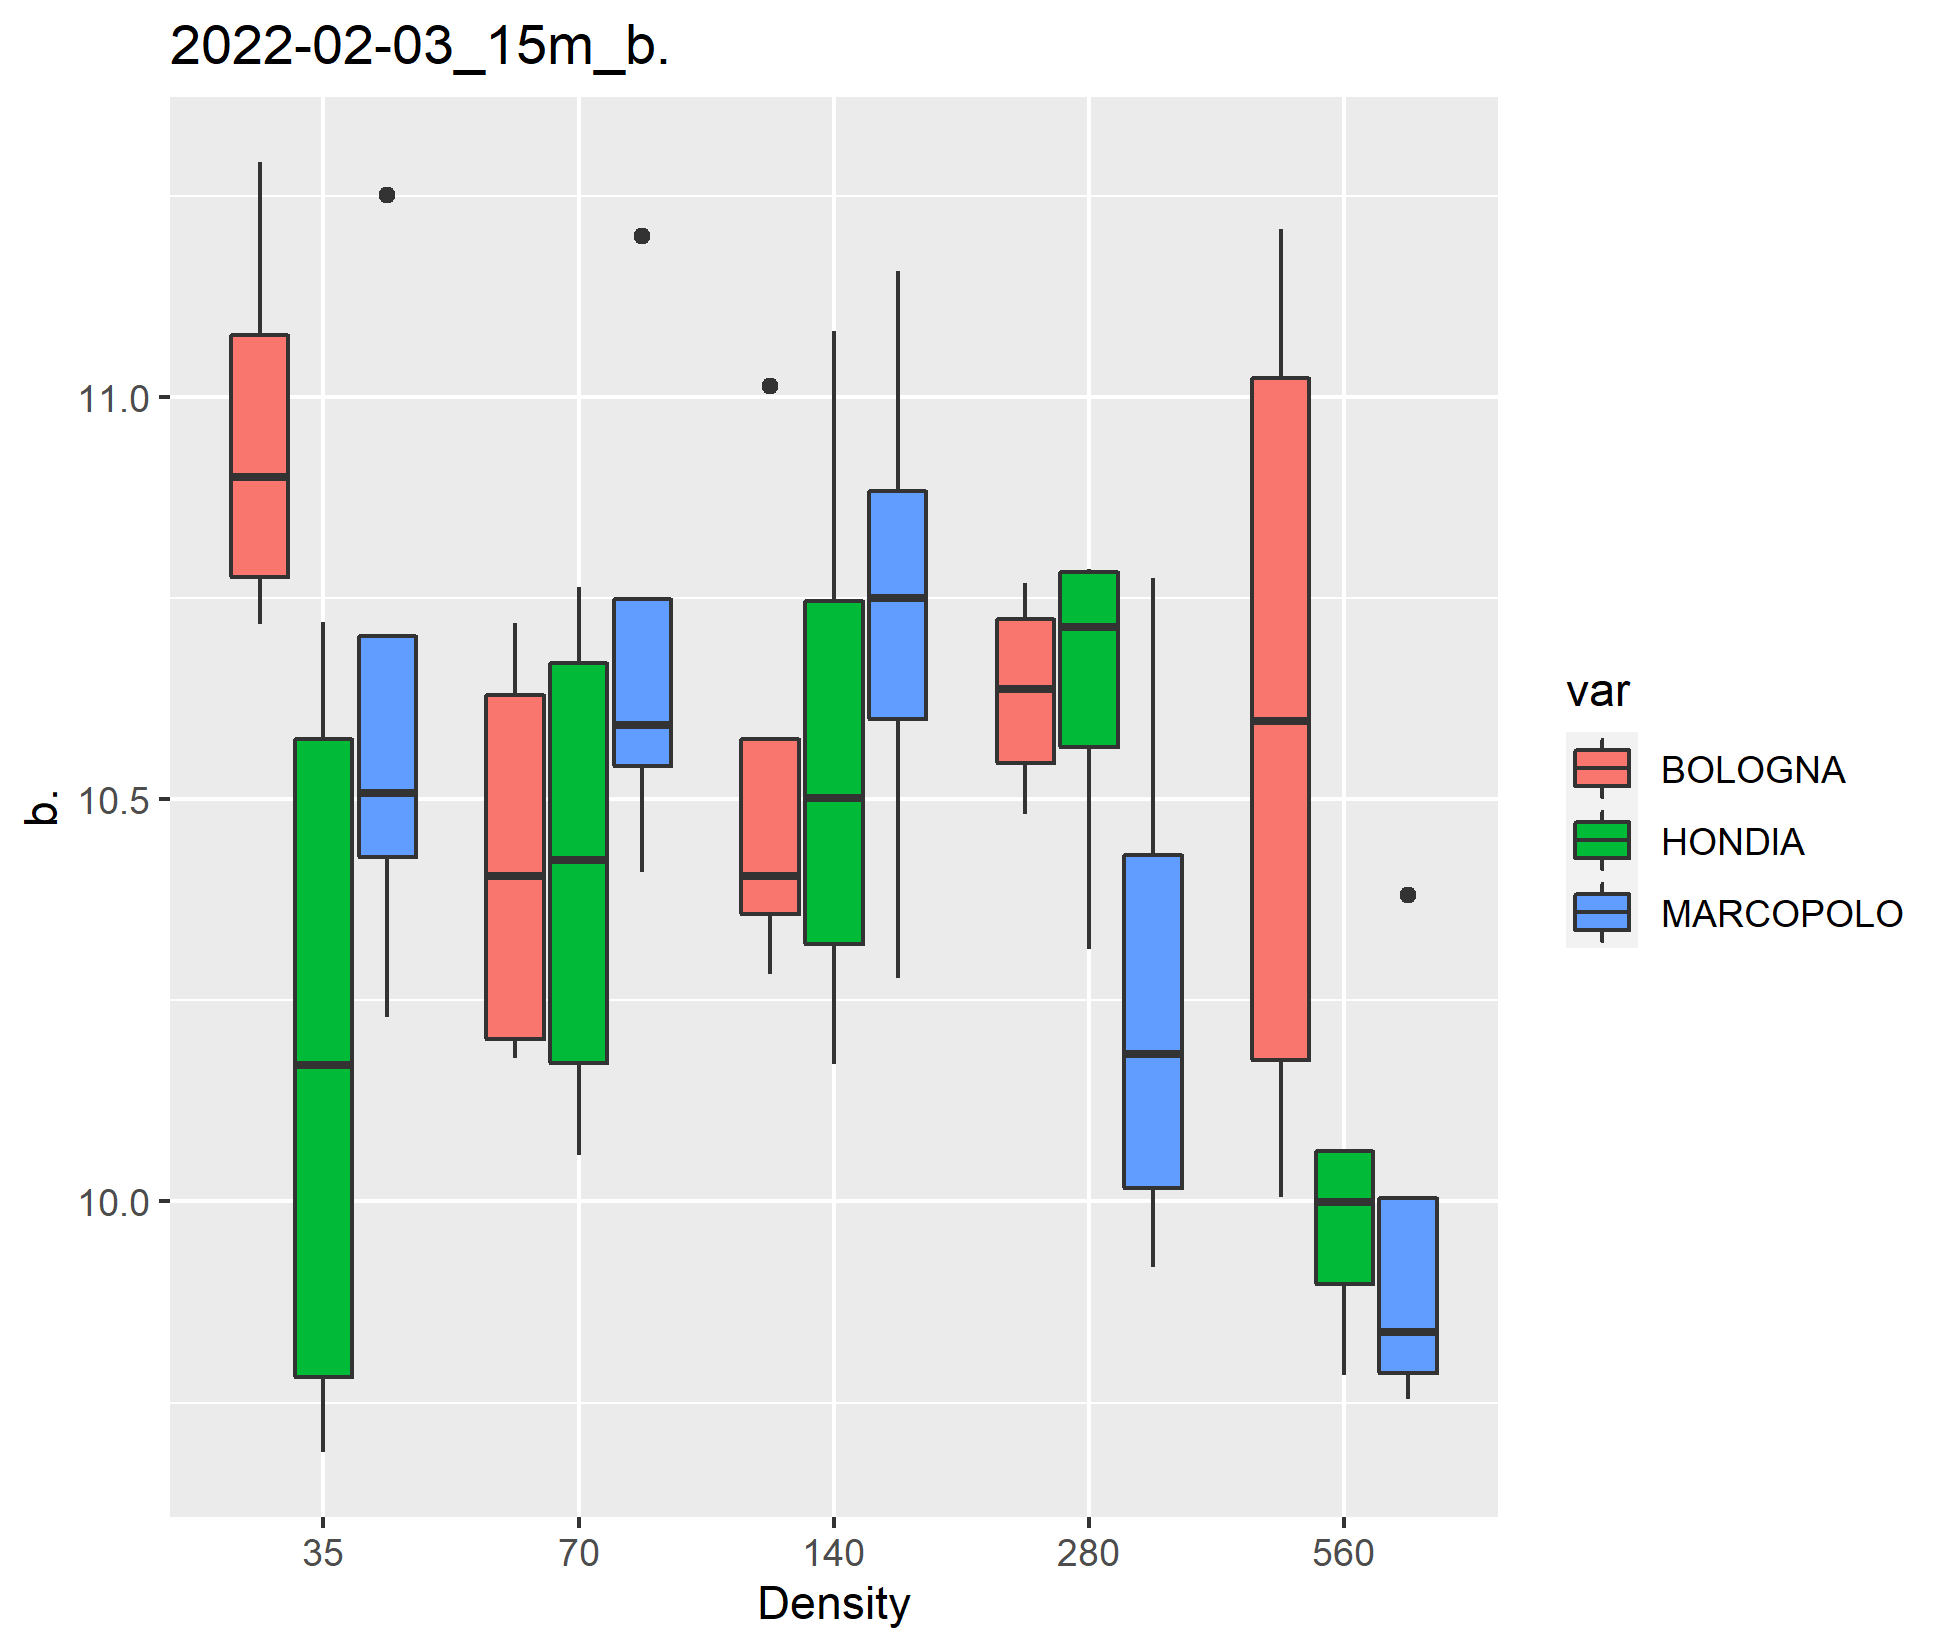 2022-02-03_15m_b.
11.0
10.5
10.0
b.
35 70 140 280 560
Density
var
BOLOGNA
HONDIA
MARCOPOLO